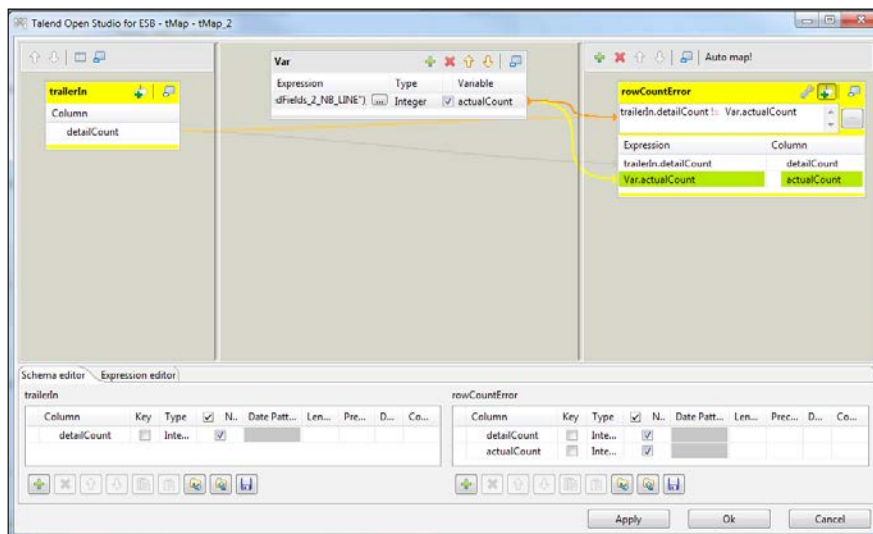 Talend Open Studio for ESB - tMap - tMap_2
Auto map!
trailerIn
Column
detailCount
Var
Expression Type Variable
dFields_2_NB_LINE") ... Integer actualCount
rowCountError
trailerIn.detailCount != Var.actualCount
...
Expression Column
trailerIn.detailCount detailCount
Var.actualCount actualCount
Schema editor Expression editor
trailerIn
Column Key Type N.. Date Patt... Len... Pre... D... Co...
detailCount Inte...
rowCountError
Column Key Type N.. Date Patt... Len... Prec... D... Co...
detailCount Inte...
actualCount Inte...
Apply Ok Cancel